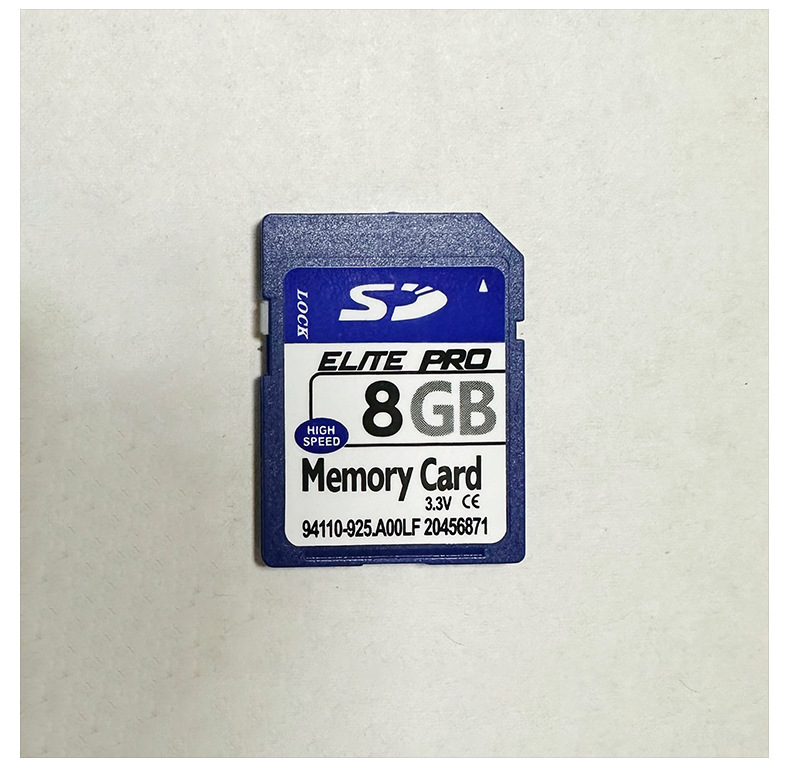 SD
LOCK
ELITE PRO
8GB
HIGH
SPEED
Memory Card
3.3V CE
94110-925.A00LF 20456871